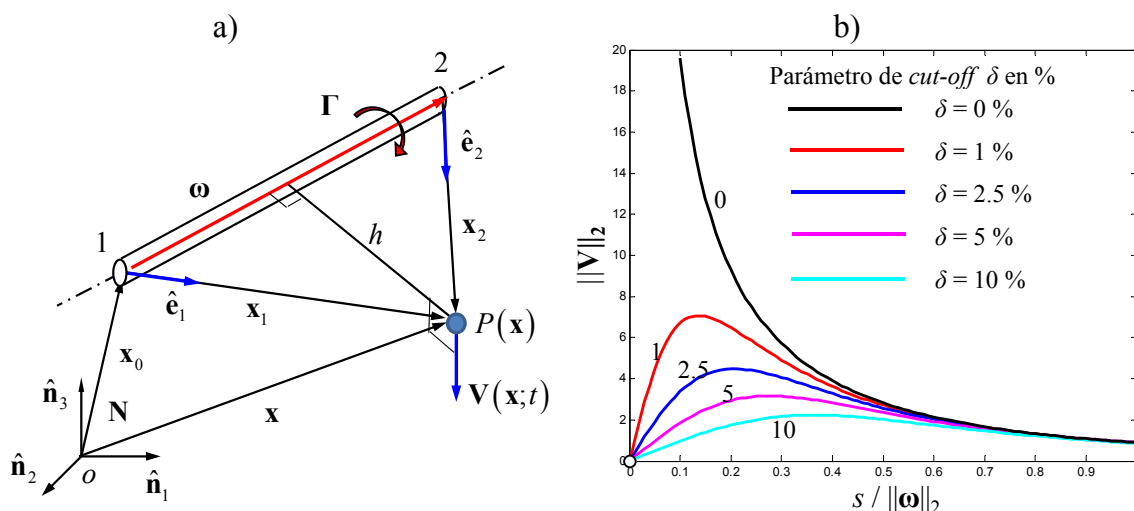 a)
2
Γ
ê₂
ω
1
h
x₂
ê₁
x₁
P(x)
x₀
V(x;t)
n̂₃
N
x
n̂₂
o
n̂₁
b)
Parámetro de cut-off δ en %
δ = 0 %
δ = 1 %
δ = 2.5 %
δ = 5 %
δ = 10 %
0
1
2.5
5
10
||V||₂
20
18
16
14
12
10
8
6
4
2
0
0 0.1 0.2 0.3 0.4 0.5 0.6 0.7 0.8 0.9
s / ||ω||₂